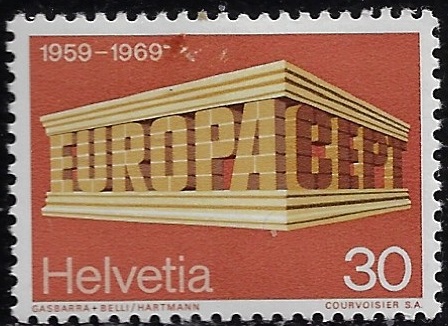 1959-1969
EUROPA CEPT
Helvetia 30
GASBARRA + BELLI/HARTMANN COURVOISIER S.A.